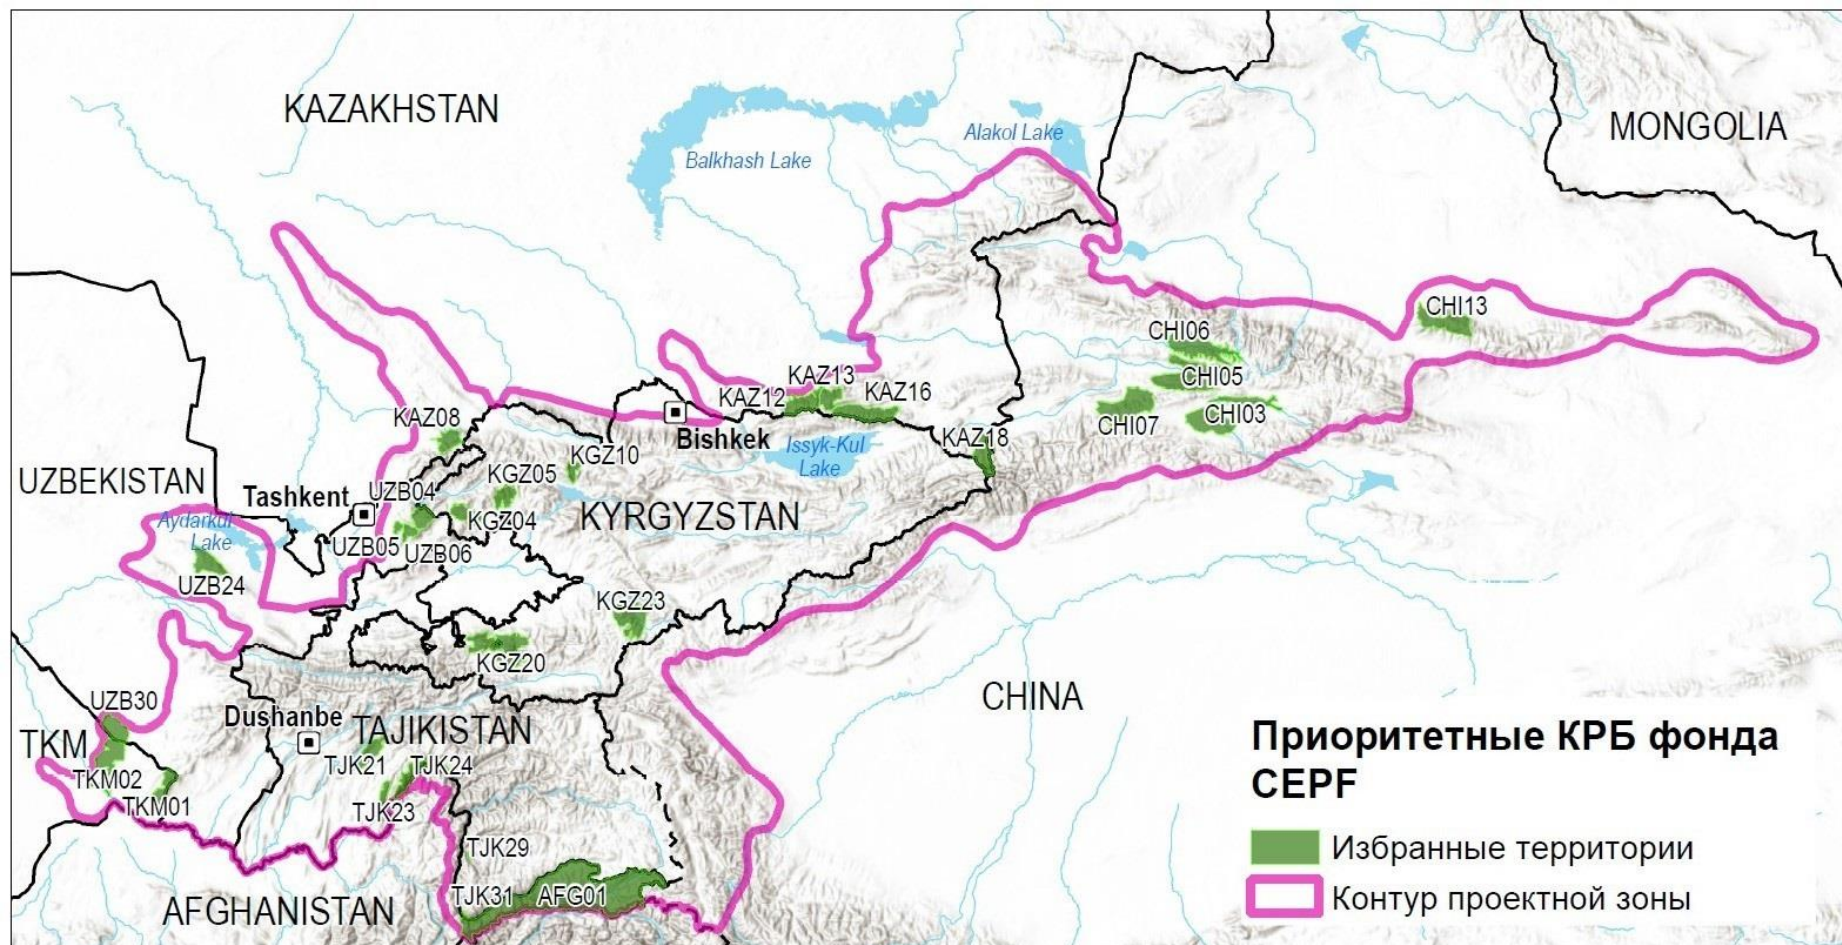 KAZAKHSTAN
MONGOLIA
Alakol Lake
Balkhash Lake
CHI13
CHI06
CHI05
CHI03
CHI07
KAZ13
KAZ12
KAZ16
KAZ08
Bishkek
Issyk-Kul
Lake
KAZ18
KGZ10
KGZ05
UZBEKISTAN
Tashkent
UZB04
KGZ04
KYRGYZSTAN
Aydarkul
Lake
UZB05
UZB06
UZB24
KGZ23
KGZ20
UZB30
CHINA
Dushanbe
TAJIKISTAN
TKM
TJK21
TJK24
TKM02
TKM01
TJK23
TJK29
TJK31
AFG01
AFGHANISTAN
Приоритетные КРБ фонда
CEPF
Избранные территории
Контур проектной зоны